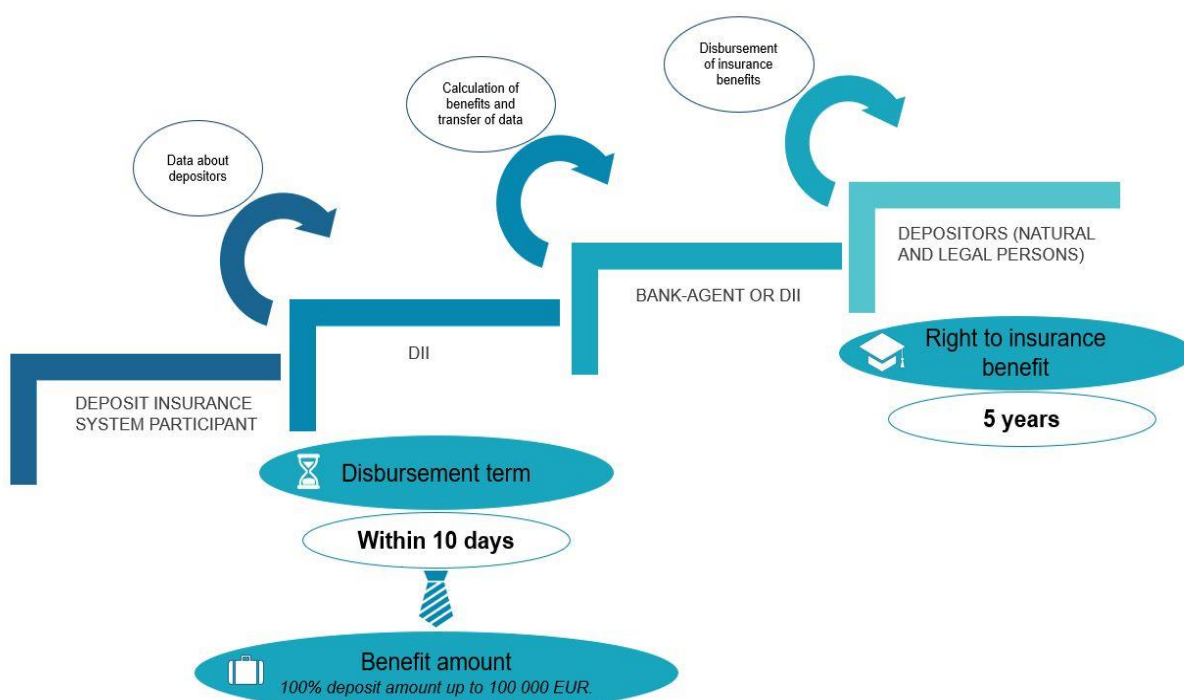 Disbursement
of insurance
benefits
Calculation of
benefits and
transfer of data
Data about
depositors
DEPOSITORS (NATURAL
AND LEGAL PERSONS)
BANK-AGENT OR DII
DII
DEPOSIT INSURANCE
SYSTEM PARTICIPANT
Right to insurance
benefit
5 years
Disbursement term
Within 10 days
Benefit amount
100% deposit amount up to 100 000 EUR.